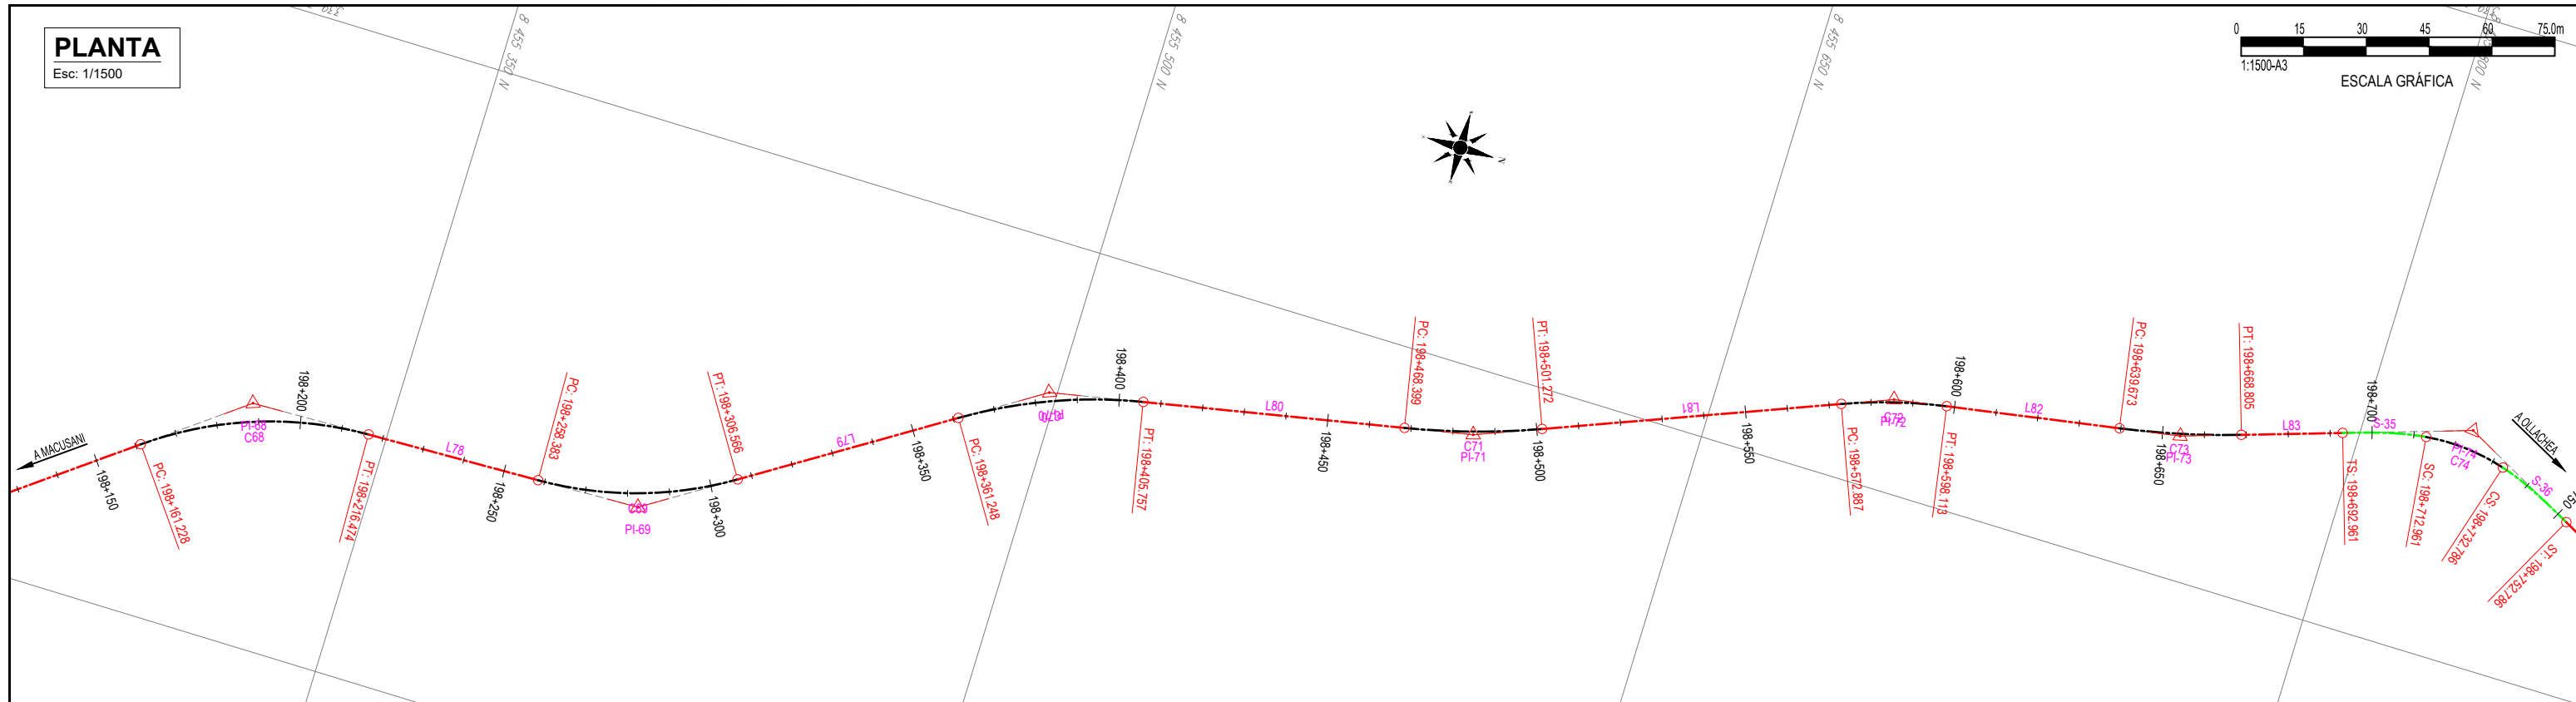 PLANTA
Esc: 1/1500
8 455 350 N
8 455 500 N
8 455 650 N
0 15 30 45 60 75.0m
1:1500-A3
ESCALA GRÁFICA
N
A MACUSANI
198+150
PC: 198+161.228
PI-68
C68
198+200
PT: 198+216.474
L78
198+250
PC: 198+258.383
C69
PI-69
198+300
PT: 198+306.566
L79
198+350
PC: 198+361.248
198+400
PT: 198+405.757
L80
198+450
PC: 198+468.399
C71
PI-71
198+500
PT: 198+501.272
L81
198+550
PC: 198+572.887
C72
PI-72
198+600
PT: 198+598.113
L82
PC: 198+639.673
198+650
C73
PI-73
PT: 198+668.805
L83
TS: 198+692.961
198+700
S-35
SC: 198+712.961
PI-74
C74
CS: 198+732.786
S-36
A OLLACHEA
ST: 198+752.786